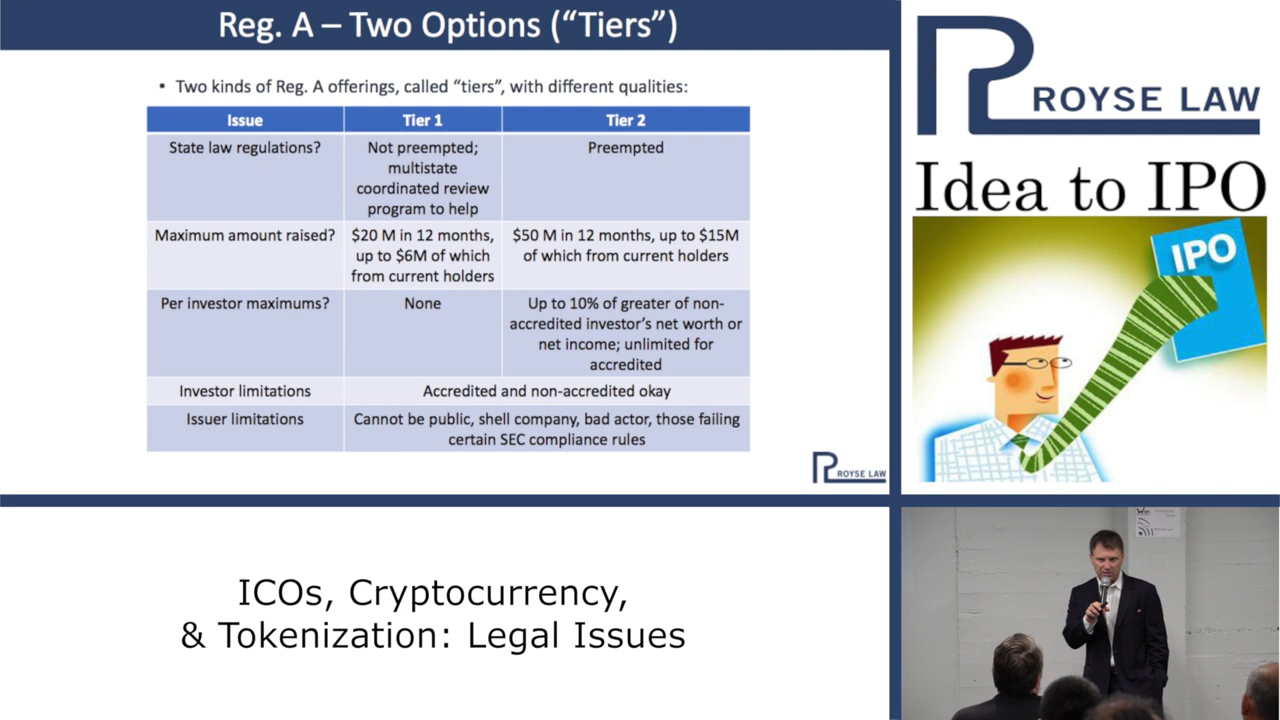 Reg. A – Two Options (“Tiers”)
• Two kinds of Reg. A offerings, called “tiers”, with different qualities:
Issue
Tier 1
Tier 2
State law regulations?
Not preempted;
multistate
coordinated review
program to help
Preempted
Maximum amount raised?
$20 M in 12 months,
up to $6M of which
from current holders
$50 M in 12 months, up to $15M
of which from current holders
Per investor maximums?
None
Up to 10% of greater of non-
accredited investor’s net worth or
net income; unlimited for
accredited
Investor limitations
Accredited and non-accredited okay
Issuer limitations
Cannot be public, shell company, bad actor, those failing
certain SEC compliance rules
ROYSE LAW
ROYSE LAW
Idea to IPO
IPO
ICOs, Cryptocurrency,
& Tokenization: Legal Issues